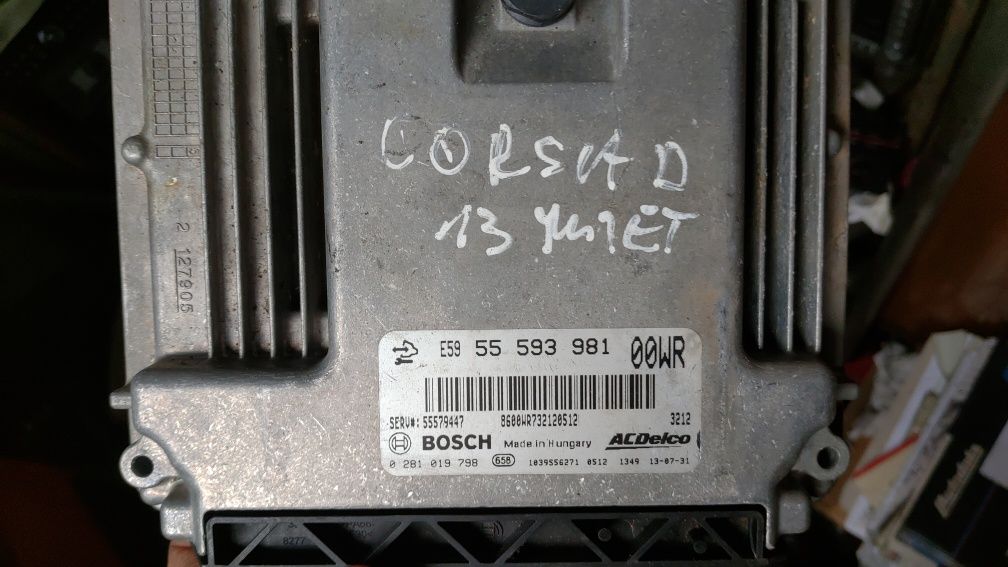 2 127905
CORSA D
13
E59 55 593 981 00WR
SERV#: 55579447 8600WR732120512 3212
BOSCH Made in Hungary ACDelco
0 281 019 798 658 1039S56271 0512 1349 13-07-31
8277